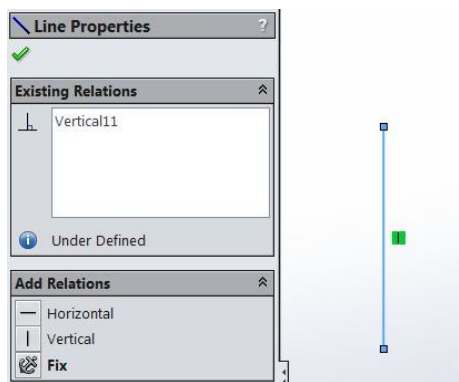 Line Properties
?
Existing Relations
Vertical11
Under Defined
Add Relations
Horizontal
Vertical
Fix